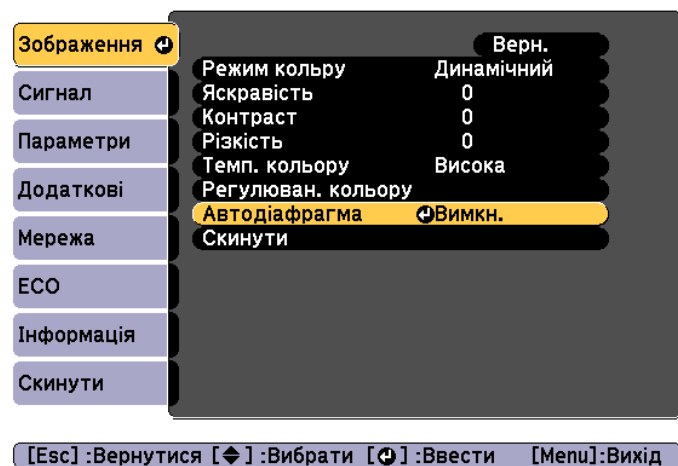 Зображення
Сигнал
Параметри
Додаткові
Мережа
ECO
Інформація
Скинути
Верн.
Режим кольру Динамічний
Яскравість 0
Контраст 0
Різкість 0
Темп. кольору Висока
Регулюван. кольору
Автодіафрагма Вимкн.
Скинути
[Esc] :Вернутися [◆] :Вибрати [⏎] :Ввести [Menu]:Вихід